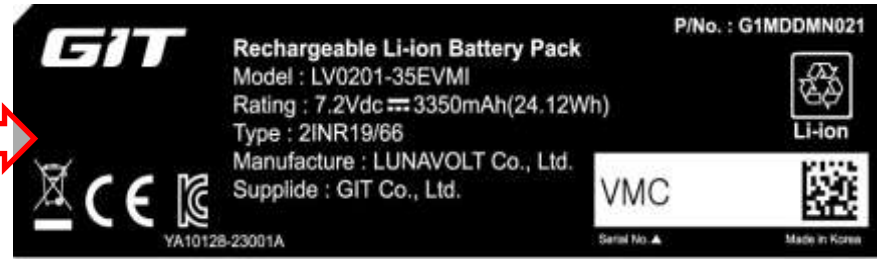 GIT
P/No. : G1MDDMN021
Rechargeable Li-ion Battery Pack
Model : LV0201-35EVMI
Rating : 7.2Vdc ⎓ 3350mAh(24.12Wh)
Type : 2INR19/66
Manufacture : LUNAVOLT Co., Ltd.
Supplide : GIT Co., Ltd.
Li-ion
CE
YA10128-23001A
VMC
Serial No.▲
Made in Korea